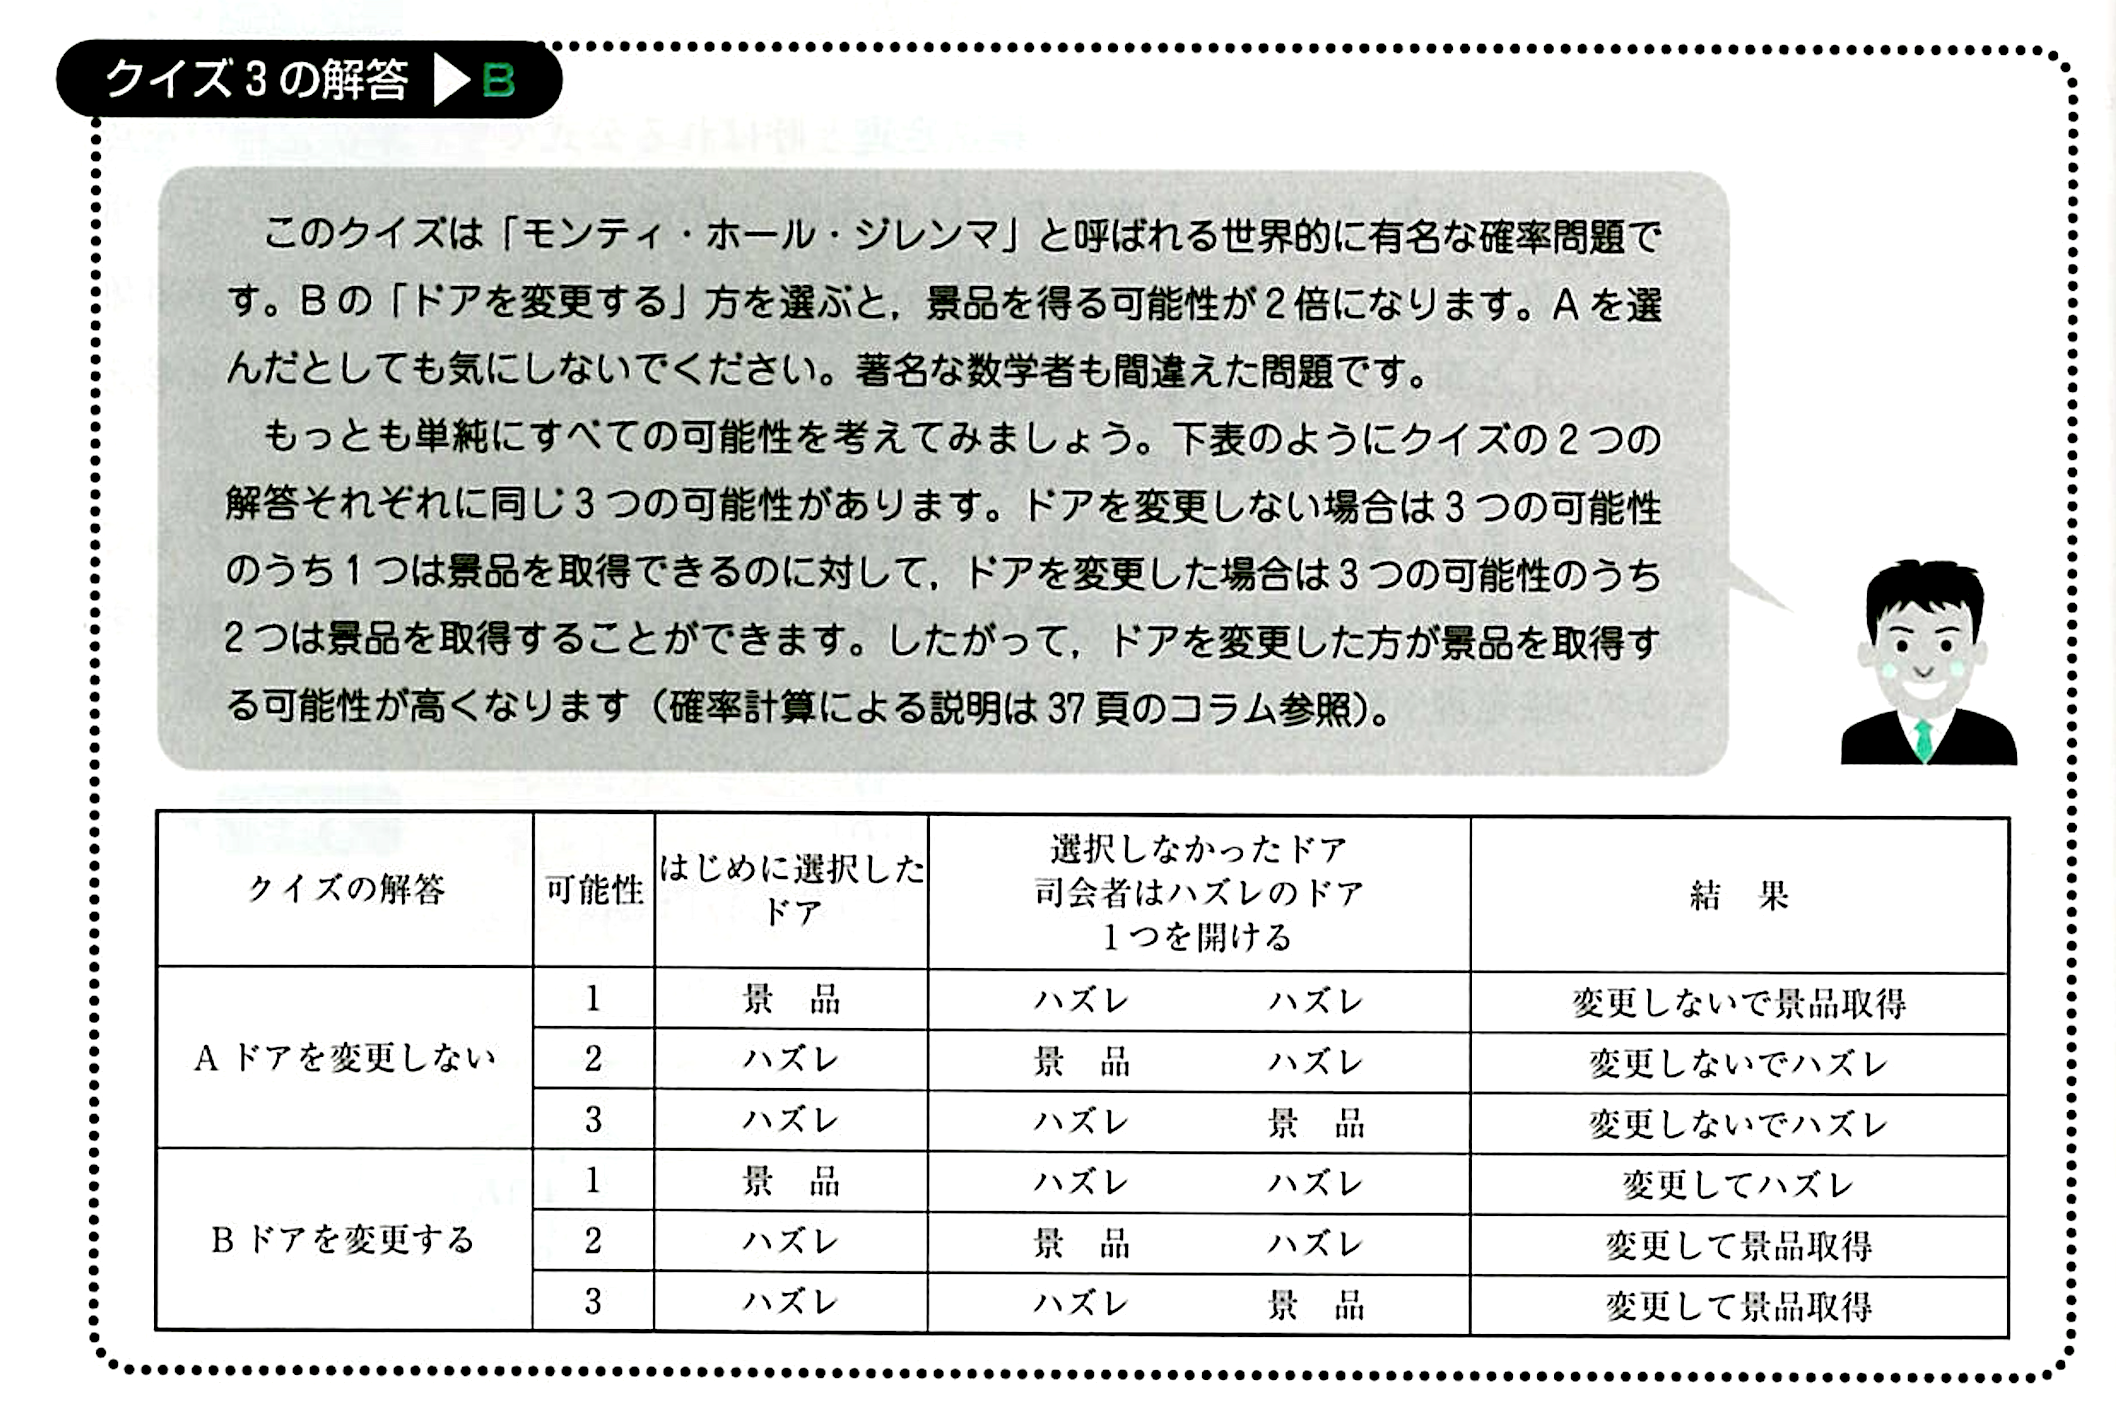 クイズ3の解答 ▶ B
このクイズは「モンティ・ホール・ジレンマ」と呼ばれる世界的に有名な確率問題で
す。Bの「ドアを変更する」方を選ぶと，景品を得る可能性が2倍になります。Aを選
んだとしても気にしないでください。著名な数学者も間違えた問題です。
もっとも単純にすべての可能性を考えてみましょう。下表のようにクイズの2つの
解答それぞれに同じ3つの可能性があります。ドアを変更しない場合は3つの可能性
のうち1つは景品を取得できるのに対して，ドアを変更した場合は3つの可能性のうち
2つは景品を取得することができます。したがって，ドアを変更した方が景品を取得す
る可能性が高くなります（確率計算による説明は37頁のコラム参照）。
クイズの解答 可能性 はじめに選択した
ドア 選択しなかったドア
司会者はハズレのドア
1つを開ける 結　果
A ドアを変更しない 1 景　品 ハズレ ハズレ 変更しないで景品取得
2 ハズレ 景　品 ハズレ 変更しないでハズレ
3 ハズレ ハズレ 景　品 変更しないでハズレ
B ドアを変更する 1 景　品 ハズレ ハズレ 変更してハズレ
2 ハズレ 景　品 ハズレ 変更して景品取得
3 ハズレ ハズレ 景　品 変更して景品取得